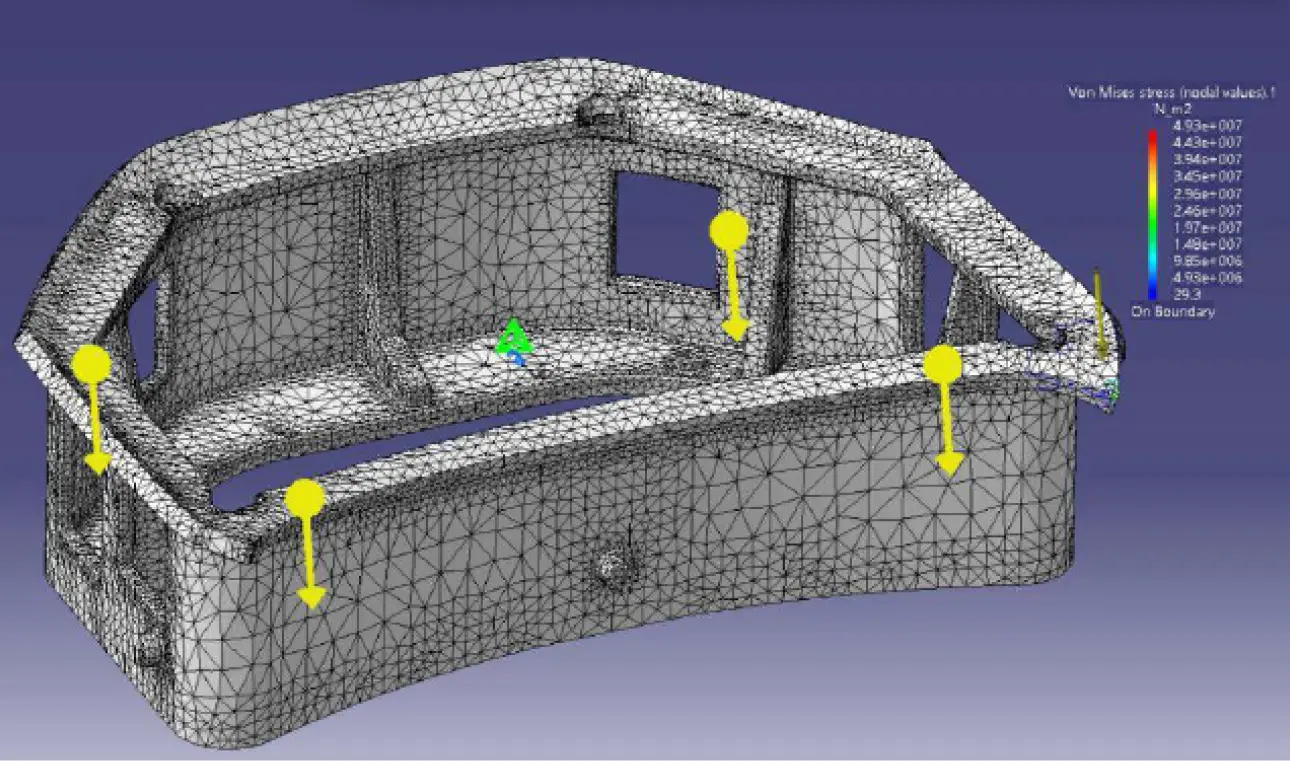 Von Mises stress (nodal values).1
N_m2
4.93e+007
4.43e+007
3.94e+007
3.45e+007
2.96e+007
2.46e+007
1.97e+007
1.48e+007
9.85e+006
4.93e+006
29.3
On Boundary